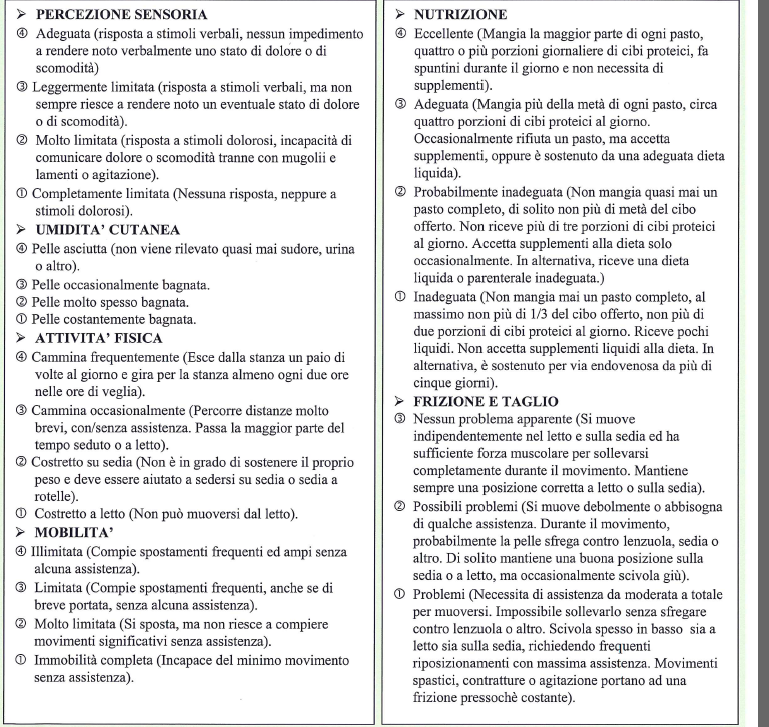 ➢ PERCEZIONE SENSORIA
④ Adeguata (risposta a stimoli verbali, nessun impedimento
a rendere noto verbalmente uno stato di dolore o di
scomodità)
③ Leggermente limitata (risposta a stimoli verbali, ma non
sempre riesce a rendere noto un eventuale stato di dolore
o di scomodità).
② Molto limitata (risposta a stimoli dolorosi, incapacità di
comunicare dolore o scomodità tranne con mugolii e
lamenti o agitazione).
① Completamente limitata (Nessuna risposta, neppure a
stimoli dolorosi).
➢ UMIDITA' CUTANEA
④ Pelle asciutta (non viene rilevato quasi mai sudore, urina
o altro).
③ Pelle occasionalmente bagnata.
② Pelle molto spesso bagnata.
① Pelle costantemente bagnata.
➢ ATTIVITA' FISICA
④ Cammina frequentemente (Esce dalla stanza un paio di
volte al giorno e gira per la stanza almeno ogni due ore
nelle ore di veglia).
③ Cammina occasionalmente (Percorre distanze molto
brevi, con/senza assistenza. Passa la maggior parte del
tempo seduto o a letto).
② Costretto su sedia (Non è in grado di sostenere il proprio
peso e deve essere aiutato a sedersi su sedia o sedia a
rotelle).
① Costretto a letto (Non può muoversi dal letto).
➢ MOBILITA'
④ Illimitata (Compie spostamenti frequenti ed ampi senza
alcuna assistenza).
③ Limitata (Compie spostamenti frequenti, anche se di
breve portata, senza alcuna assistenza).
② Molto limitata (Si sposta, ma non riesce a compiere
movimenti significativi senza assistenza).
① Immobilità completa (Incapace del minimo movimento
senza assistenza).
➢ NUTRIZIONE
④ Eccellente (Mangia la maggior parte di ogni pasto,
quattro o più porzioni giornaliere di cibi proteici, fa
spuntini durante il giorno e non necessita di
supplementi).
③ Adeguata (Mangia più della metà di ogni pasto, circa
quattro porzioni di cibi proteici al giorno.
Occasionalmente rifiuta un pasto, ma accetta
supplementi, oppure è sostenuto da una adeguata dieta
liquida).
② Probabilmente inadeguata (Non mangia quasi mai un
pasto completo, di solito non più di metà del cibo
offerto. Non riceve più di tre porzioni di cibi proteici
al giorno. Accetta supplementi alla dieta solo
occasionalmente. In alternativa, riceve una dieta
liquida o parenterale inadeguata.)
① Inadeguata (Non mangia mai un pasto completo, al
massimo non più di 1/3 del cibo offerto, non più di
due porzioni di cibi proteici al giorno. Riceve pochi
liquidi. Non accetta supplementi liquidi alla dieta. In
alternativa, è sostenuto per via endovenosa da più di
cinque giorni).
➢ FRIZIONE E TAGLIO
③ Nessun problema apparente (Si muove
indipendentemente nel letto e sulla sedia ed ha
sufficiente forza muscolare per sollevarsi
completamente durante il movimento. Mantiene
sempre una posizione corretta a letto o sulla sedia).
② Possibili problemi (Si muove debolmente o abbisogna
di qualche assistenza. Durante il movimento,
probabilmente la pelle sfrega contro lenzuola, sedia o
altro. Di solito mantiene una buona posizione sulla
sedia o a letto, ma occasionalmente scivola giù).
① Problemi (Necessita di assistenza da moderata a totale
per muoversi. Impossibile sollevarlo senza sfregare
contro lenzuola o altro. Scivola spesso in basso sia a
letto sia sulla sedia, richiedendo frequenti
riposizionamenti con massima assistenza. Movimenti
spastici, contratture o agitazione portano ad una
frizione pressochè costante).